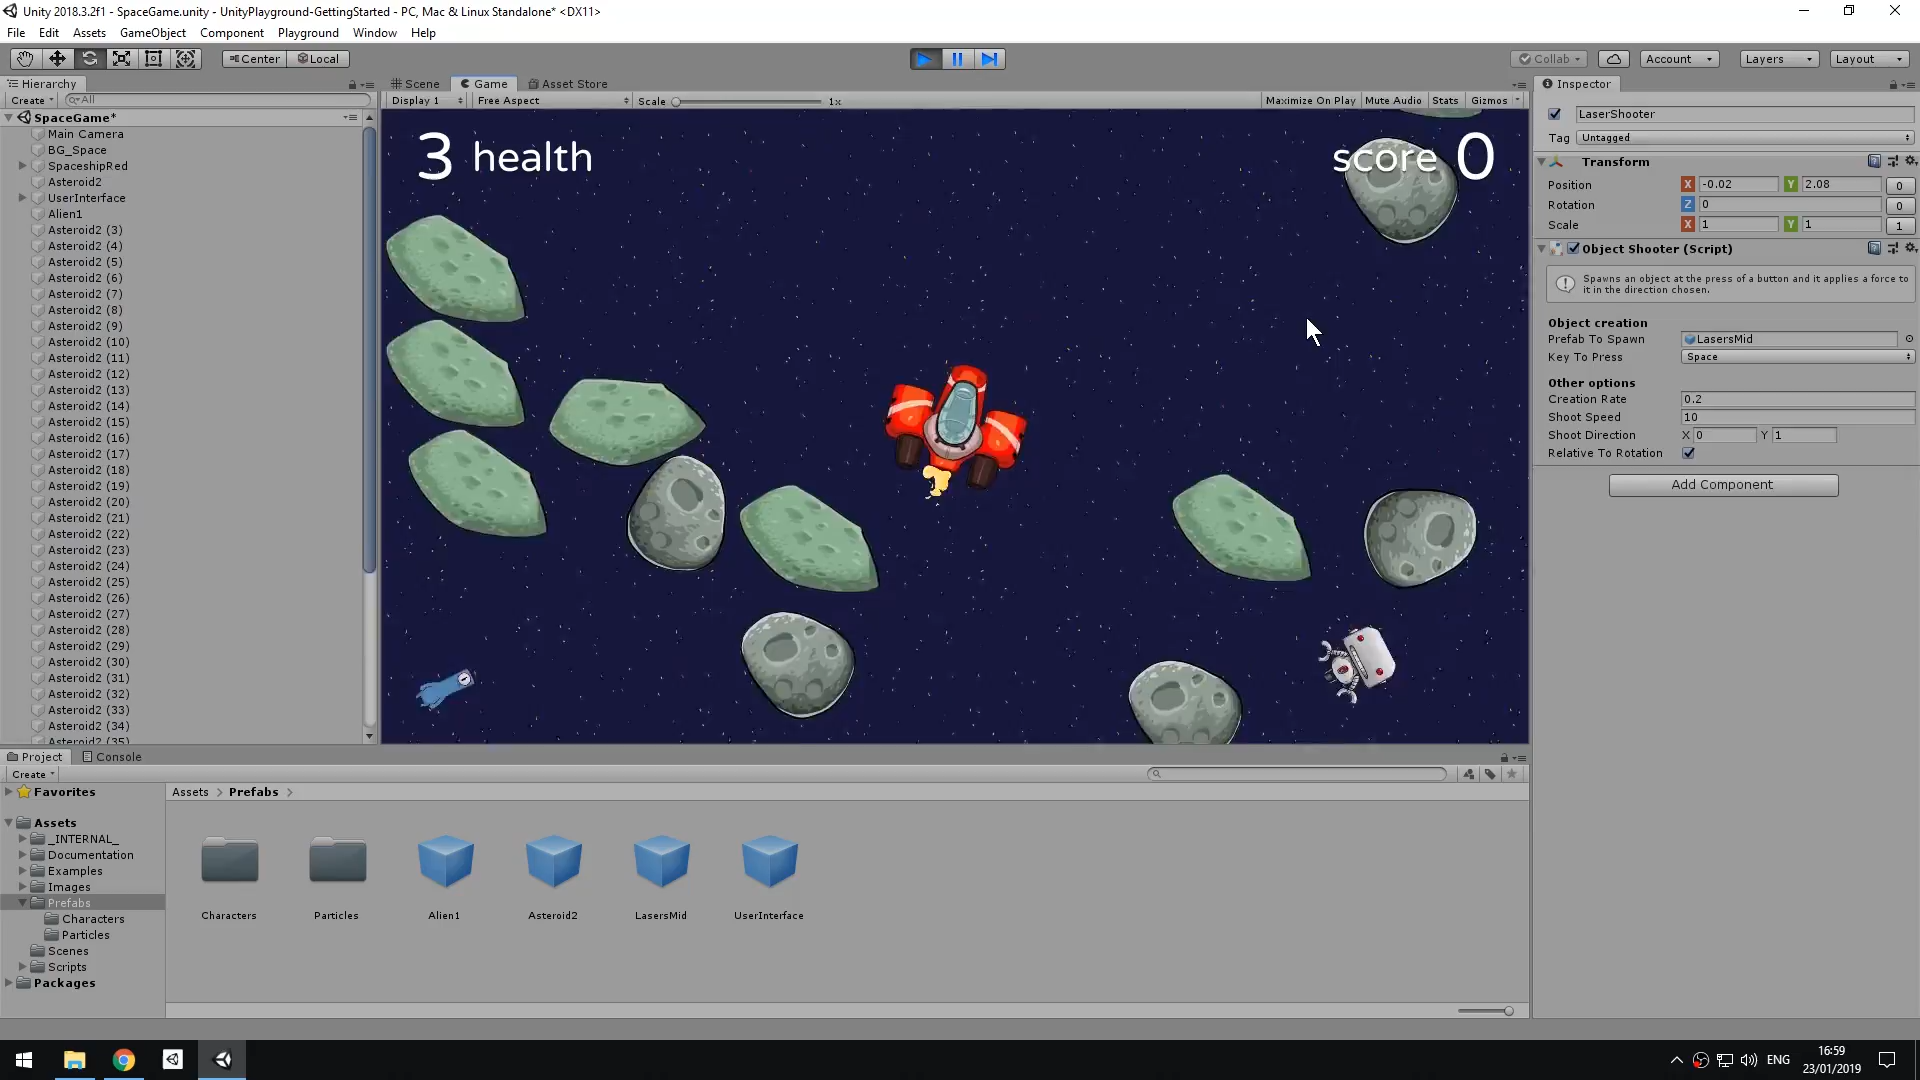 Unity 2018.3.2f1 - SpaceGame.unity - UnityPlayground-GettingStarted - PC, Mac & Linux Standalone* <DX11>
File Edit Assets GameObject Component Playground Window Help
Center Local Collab Account Layers Layout
Hierarchy
Create All
SpaceGame*
Main Camera
BG_Space
SpaceshipRed
Asteroid2
UserInterface
Alien1
Asteroid2 (3)
Asteroid2 (4)
Asteroid2 (5)
Asteroid2 (6)
Asteroid2 (7)
Asteroid2 (8)
Asteroid2 (9)
Asteroid2 (10)
Asteroid2 (11)
Asteroid2 (12)
Asteroid2 (13)
Asteroid2 (14)
Asteroid2 (15)
Asteroid2 (16)
Asteroid2 (17)
Asteroid2 (18)
Asteroid2 (19)
Asteroid2 (20)
Asteroid2 (21)
Asteroid2 (22)
Asteroid2 (23)
Asteroid2 (24)
Asteroid2 (25)
Asteroid2 (26)
Asteroid2 (27)
Asteroid2 (28)
Asteroid2 (29)
Asteroid2 (30)
Asteroid2 (31)
Asteroid2 (32)
Asteroid2 (33)
Asteroid2 (34)
Asteroid2 (35)
Scene Game Asset Store
Display 1 Free Aspect Scale 1x Maximize On Play Mute Audio Stats Gizmos
3 health score 0
Inspector
LaserShooter
Tag Untagged
Transform
Position X -0.02 Y 2.08 0
Rotation Z 0 0
Scale X 1 Y 1 1
Object Shooter (Script)
Spawns an object at the press of a button and it applies a force to
it in the direction chosen.
Object creation
Prefab To Spawn LasersMid
Key To Press Space
Other options
Creation Rate 0.2
Shoot Speed 10
Shoot Direction X 0 Y 1
Relative To Rotation
Add Component
Project Console
Create
Favorites
Assets
_INTERNAL_
Documentation
Examples
Images
Prefabs
Characters
Particles
Scenes
Scripts
Packages
Assets > Prefabs >
Characters Particles Alien1 Asteroid2 LasersMid UserInterface
ENG
16:59
23/01/2019